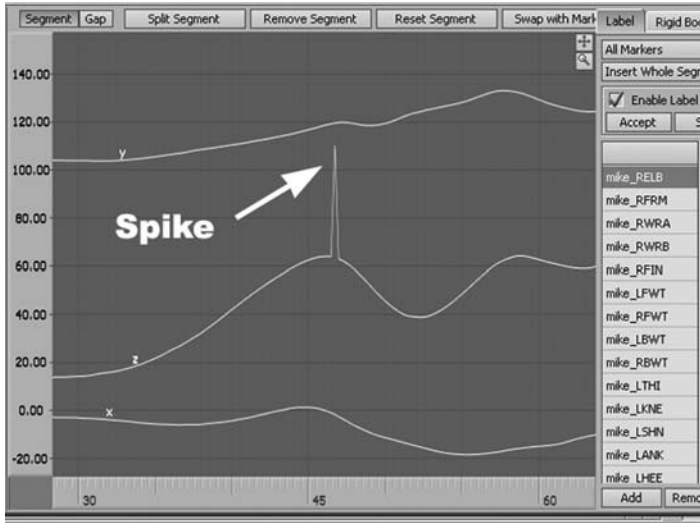 Segment Gap Split Segment Remove Segment Reset Segment Swap with Mark Label Rigid Bo
All Markers
Insert Whole Segr
Enable Label
Accept S
140.00
120.00
100.00
80.00
60.00
40.00
20.00
0.00
-20.00
y
Spike
z
x
30 45 60
mike_RELB
mike_RFRM
mike_RWRA
mike_RWRB
mike_RFIN
mike_LFWT
mike_RFWT
mike_LBWT
mike_RBWT
mike_LTHI
mike_LKNE
mike_LSHN
mike_LANK
mike_LHEE
Add Remo